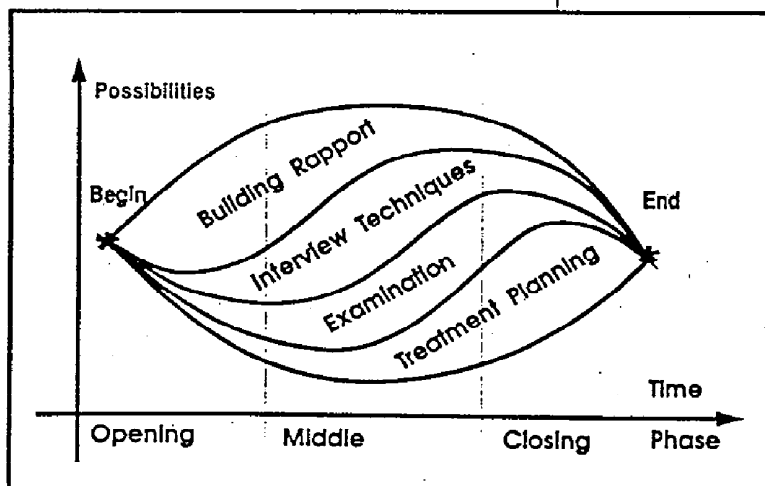 Possibilities
Building Rapport
Begin
Interview Techniques
End
Examination
Treatment Planning
Time
Opening
Middle
Closing
Phase